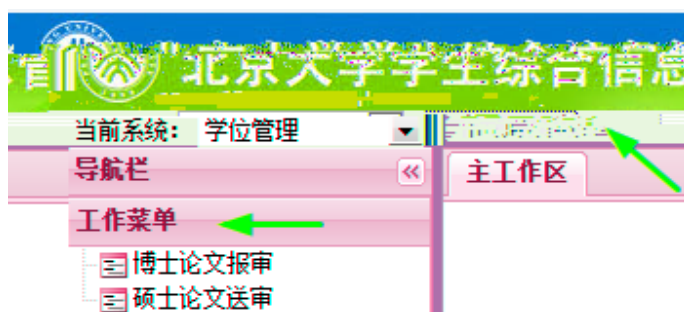 北京大学学生综合信息
当前系统： 学位管理
导航栏
主工作区
工作菜单
博士论文报审
硕士论文送审